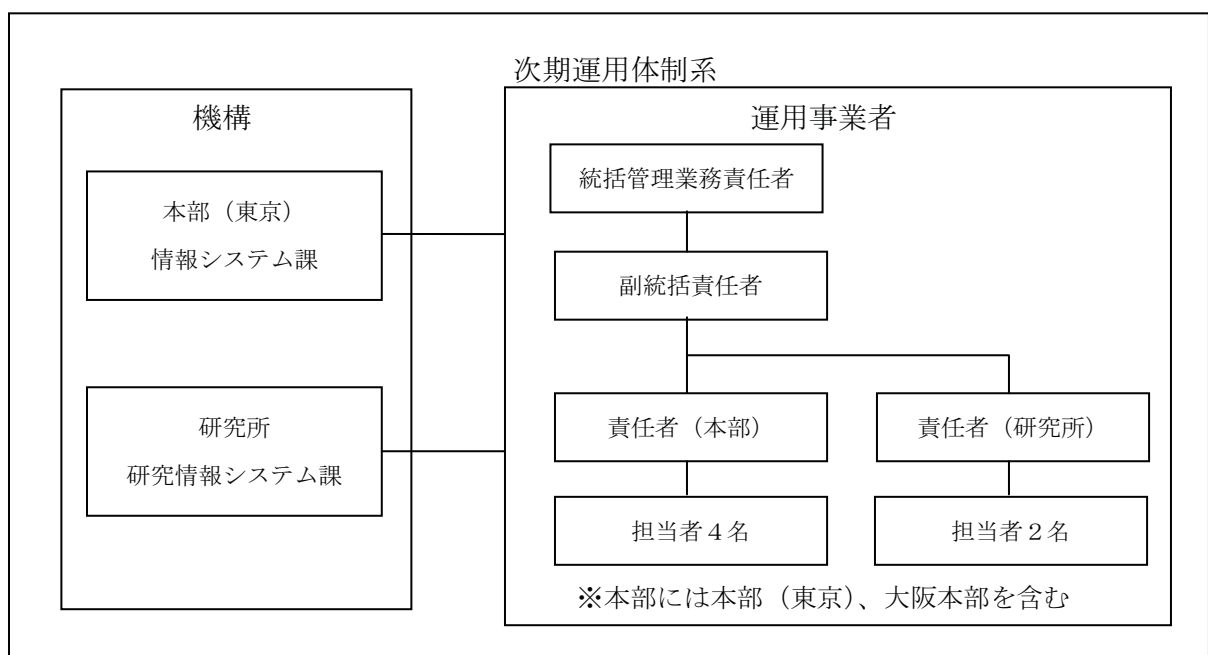 次期運用体制系
機構
本部（東京）
情報システム課
研究所
研究情報システム課
運用事業者
統括管理業務責任者
副統括責任者
責任者（本部）
責任者（研究所）
担当者４名
担当者２名
※本部には本部（東京）、大阪本部を含む